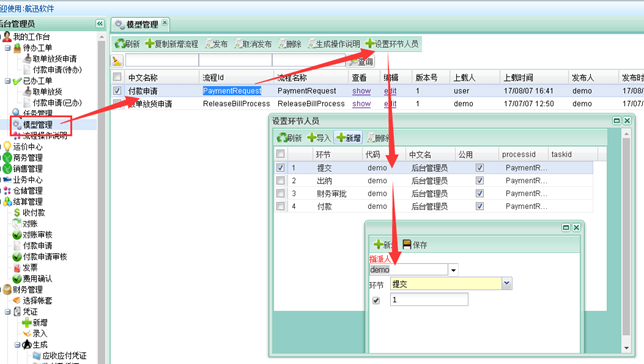 迎使用:航迅软件
后台管理员
我的工作台
待办工单
取单放货申请
付款申请(待办)
已办工单
取单放货
付款申请(已办)
任务管理
模型管理
流程操作说明
运价中心
商务管理
销售管理
业务中心
仓储管理
结算管理
收付款
对账
对账审核
付款申请
付款申请审核
发票
费用确认
财务管理
选择帐套
凭证
新增
录入
生成
应收应付凭证
模型管理
刷新 复制新增流程 发布 取消发布 删除 生成操作说明 设置环节人员
查询
中文名称 流程Id 流程名称 查看 编辑 版本号 上载人 上载时间 发布人 发布时
付款申请 PaymentRequest PaymentRequest show edit 1 user 17/08/07 16:41 demo 17/08
取单放货申请 ReleaseBillProcess ReleaseBillProcess show edit 1 demo 17/07/07 12:50 demo 17/07
设置环节人员
刷新 导入 新增 删除
环节 代码 中文名 公用 processid taskid
1 提交 demo 后台管理员 PaymentR...
2 出纳 demo 后台管理员 PaymentR...
3 财务审批 demo 后台管理员 PaymentR...
4 付款 demo 后台管理员 PaymentR...
新增 保存
指派人
demo
环节 提交
1